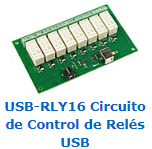 USB-RLY16 Circuito
de Control de Relés
USB